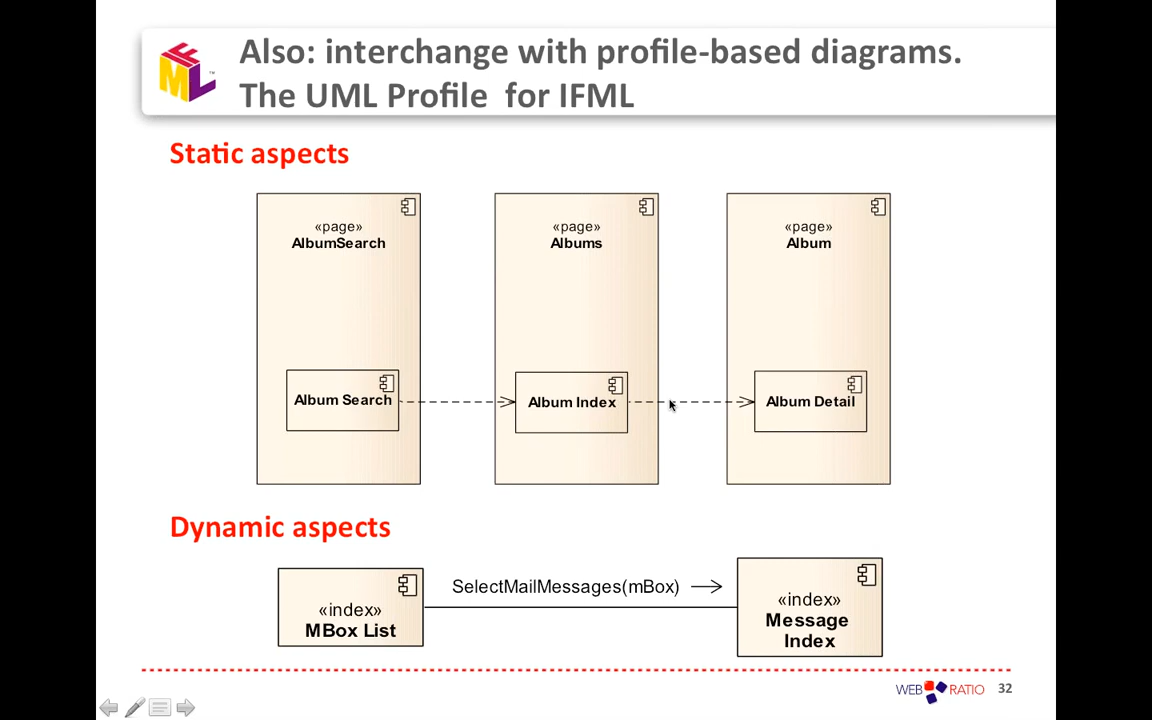 IFML™
Also: interchange with profile-based diagrams.
The UML Profile for IFML
Static aspects
«page»
AlbumSearch
Album Search
«page»
Albums
Album Index
«page»
Album
Album Detail
Dynamic aspects
«index»
MBox List
SelectMailMessages(mBox)
«index»
Message
Index
WEB RATIO
32